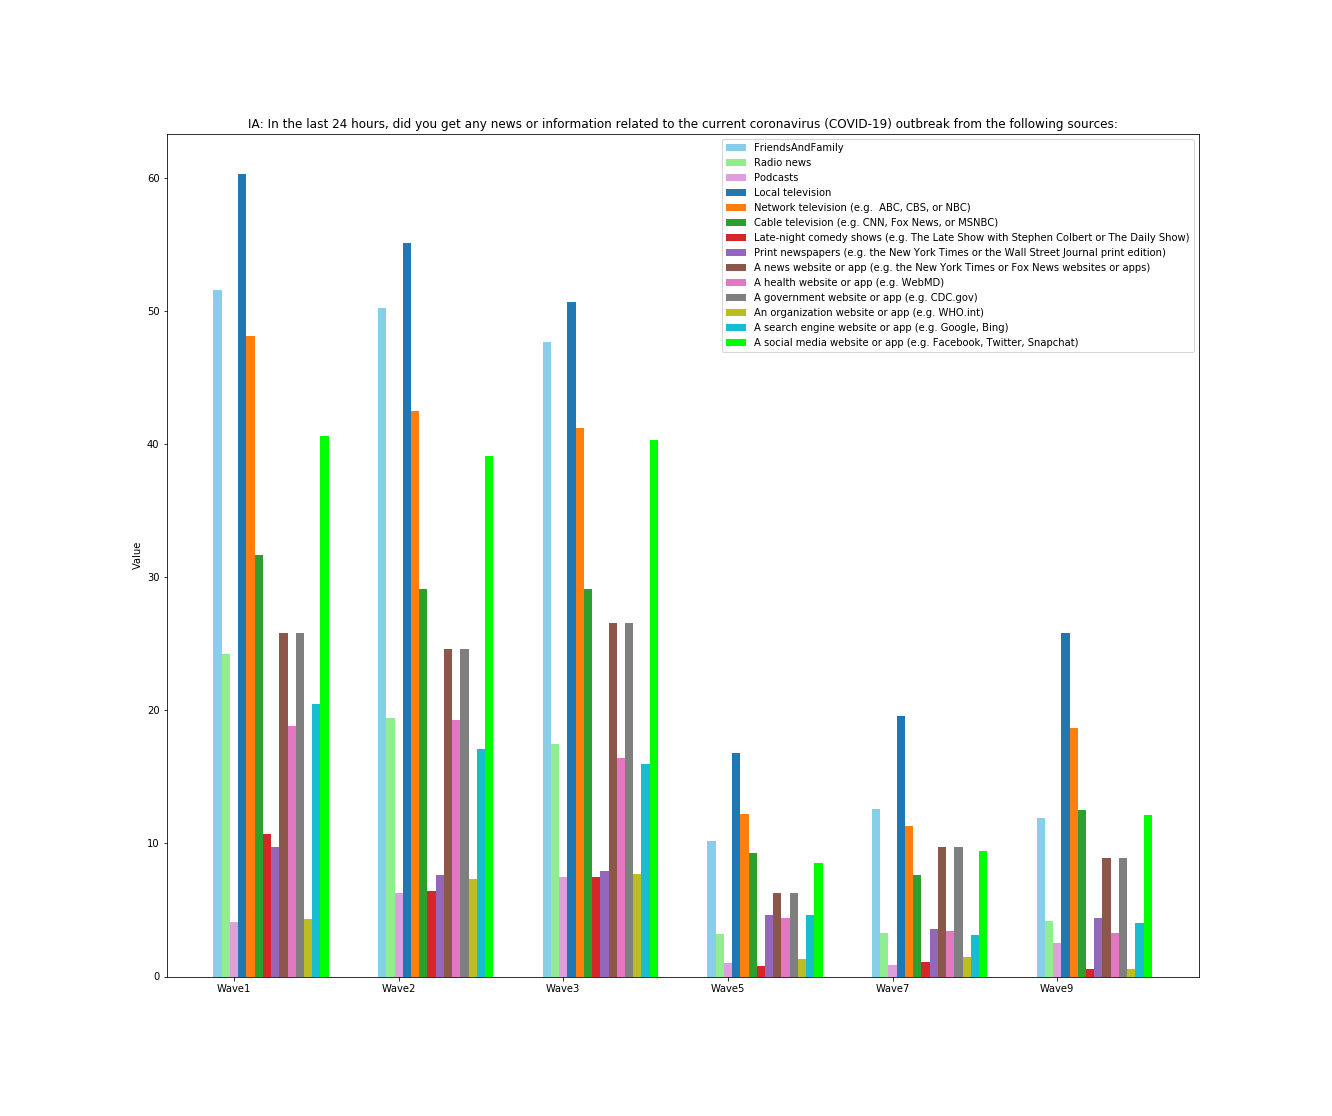 IA: In the last 24 hours, did you get any news or information related to the current coronavirus (COVID-19) outbreak from the following sources:
FriendsAndFamily
Radio news
Podcasts
Local television
Network television (e.g.  ABC, CBS, or NBC)
Cable television (e.g. CNN, Fox News, or MSNBC)
Late-night comedy shows (e.g. The Late Show with Stephen Colbert or The Daily Show)
Print newspapers (e.g. the New York Times or the Wall Street Journal print edition)
A news website or app (e.g. the New York Times or Fox News websites or apps)
A health website or app (e.g. WebMD)
A government website or app (e.g. CDC.gov)
An organization website or app (e.g. WHO.int)
A search engine website or app (e.g. Google, Bing)
A social media website or app (e.g. Facebook, Twitter, Snapchat)
60
50
40
30
20
10
0
Value
Wave1 Wave2 Wave3 Wave5 Wave7 Wave9